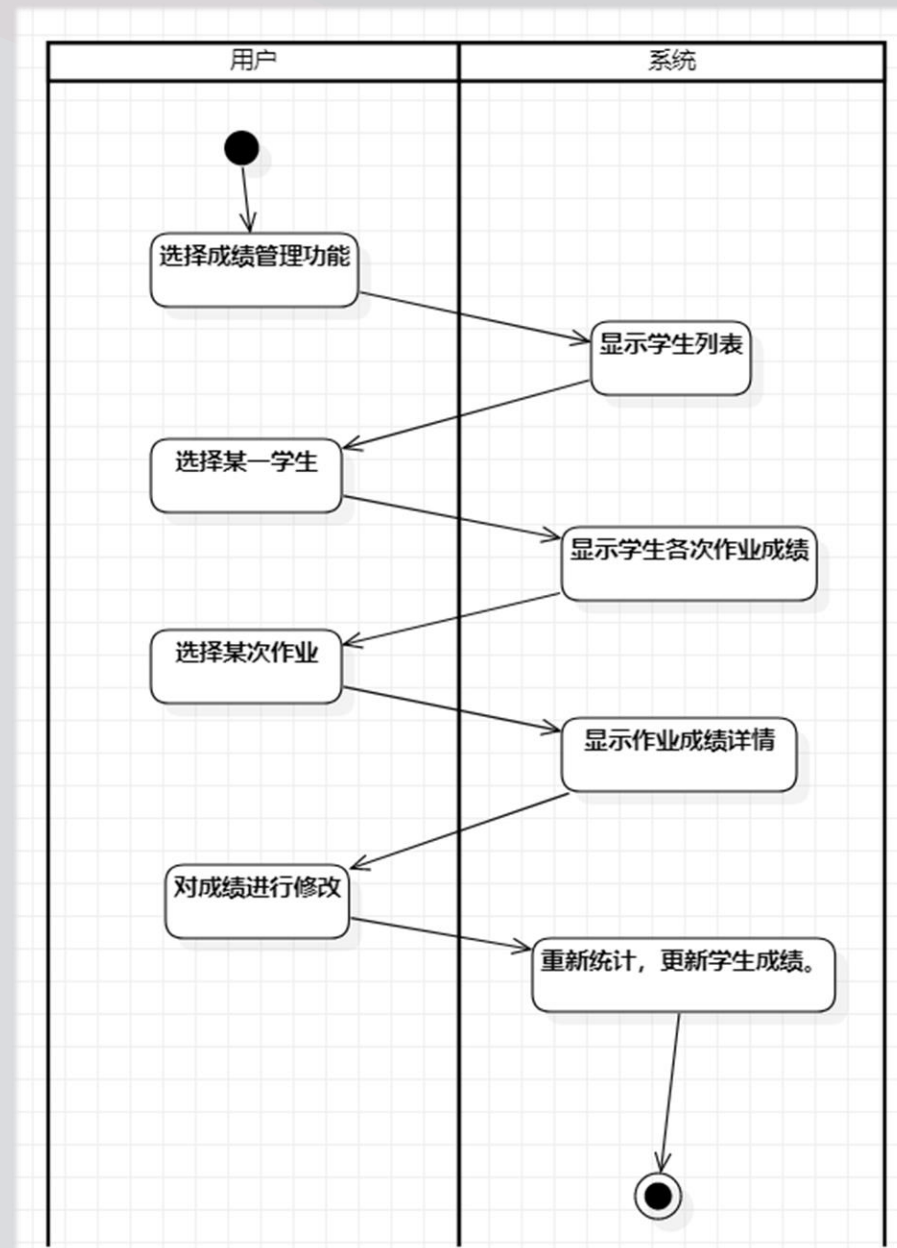 用户
系统
选择成绩管理功能
显示学生列表
选择某一学生
显示学生各次作业成绩
选择某次作业
显示作业成绩详情
对成绩进行修改
重新统计，更新学生成绩。